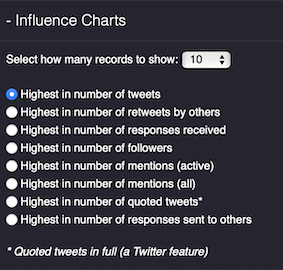 - Influence Charts
Select how many records to show: 10
Highest in number of tweets
Highest in number of retweets by others
Highest in number of responses received
Highest in number of followers
Highest in number of mentions (active)
Highest in number of mentions (all)
Highest in number of quoted tweets*
Highest in number of responses sent to others
* Quoted tweets in full (a Twitter feature)